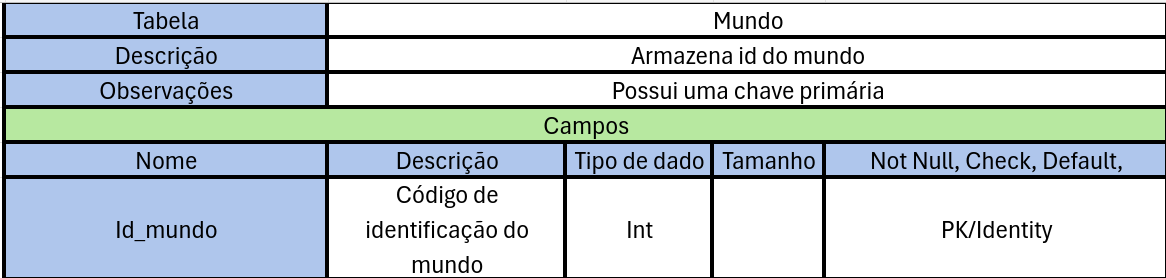 Tabela Mundo
Descrição Armazena id do mundo
Observações Possui uma chave primária
Campos
Nome Descrição Tipo de dado Tamanho Not Null, Check, Default,
Id_mundo Código de identificação do mundo Int PK/Identity